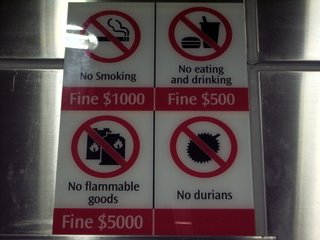 No Smoking
Fine $1000
No eating
and drinking
Fine $500
No flammable
goods
Fine $5000
No durians